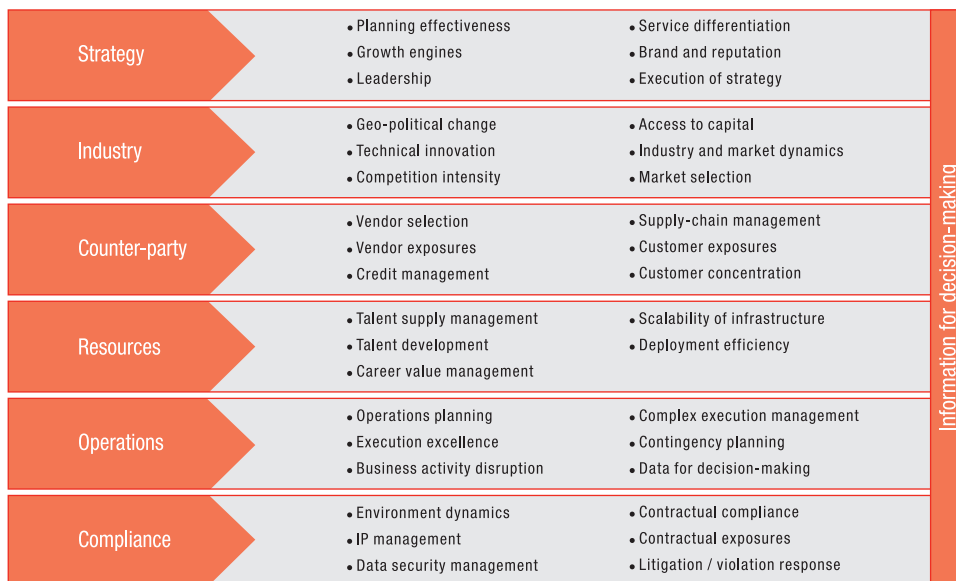 Strategy
• Planning effectiveness
• Growth engines
• Leadership
• Service differentiation
• Brand and reputation
• Execution of strategy
Industry
• Geo-political change
• Technical innovation
• Competition intensity
• Access to capital
• Industry and market dynamics
• Market selection
Counter-party
• Vendor selection
• Vendor exposures
• Credit management
• Supply-chain management
• Customer exposures
• Customer concentration
Resources
• Talent supply management
• Talent development
• Career value management
• Scalability of infrastructure
• Deployment efficiency
Operations
• Operations planning
• Execution excellence
• Business activity disruption
• Complex execution management
• Contingency planning
• Data for decision-making
Compliance
• Environment dynamics
• IP management
• Data security management
• Contractual compliance
• Contractual exposures
• Litigation / violation response
Information for decision-making